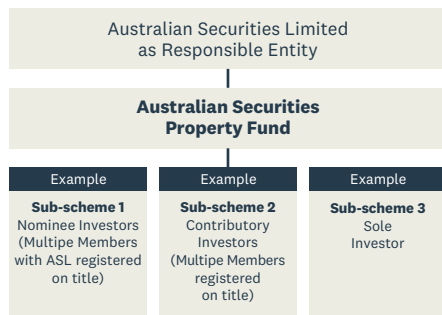 Australian Securities Limited
as Responsible Entity
Australian Securities
Property Fund
Example
Sub-scheme 1
Nominee Investors
(Multipe Members
with ASL registered
on title)
Example
Sub-scheme 2
Contributory
Investors
(Multipe Members
registered
on title)
Example
Sub-scheme 3
Sole
Investor